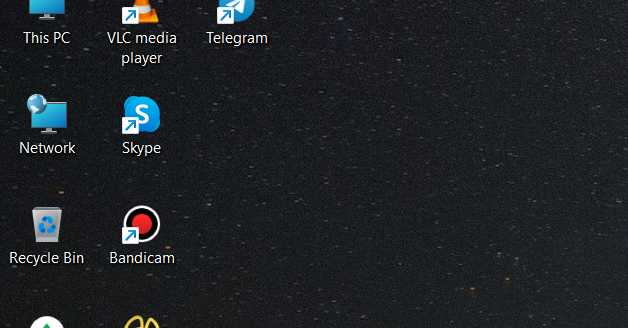 This PC
VLC media
player
Telegram
Network
Skype
Recycle Bin
Bandicam